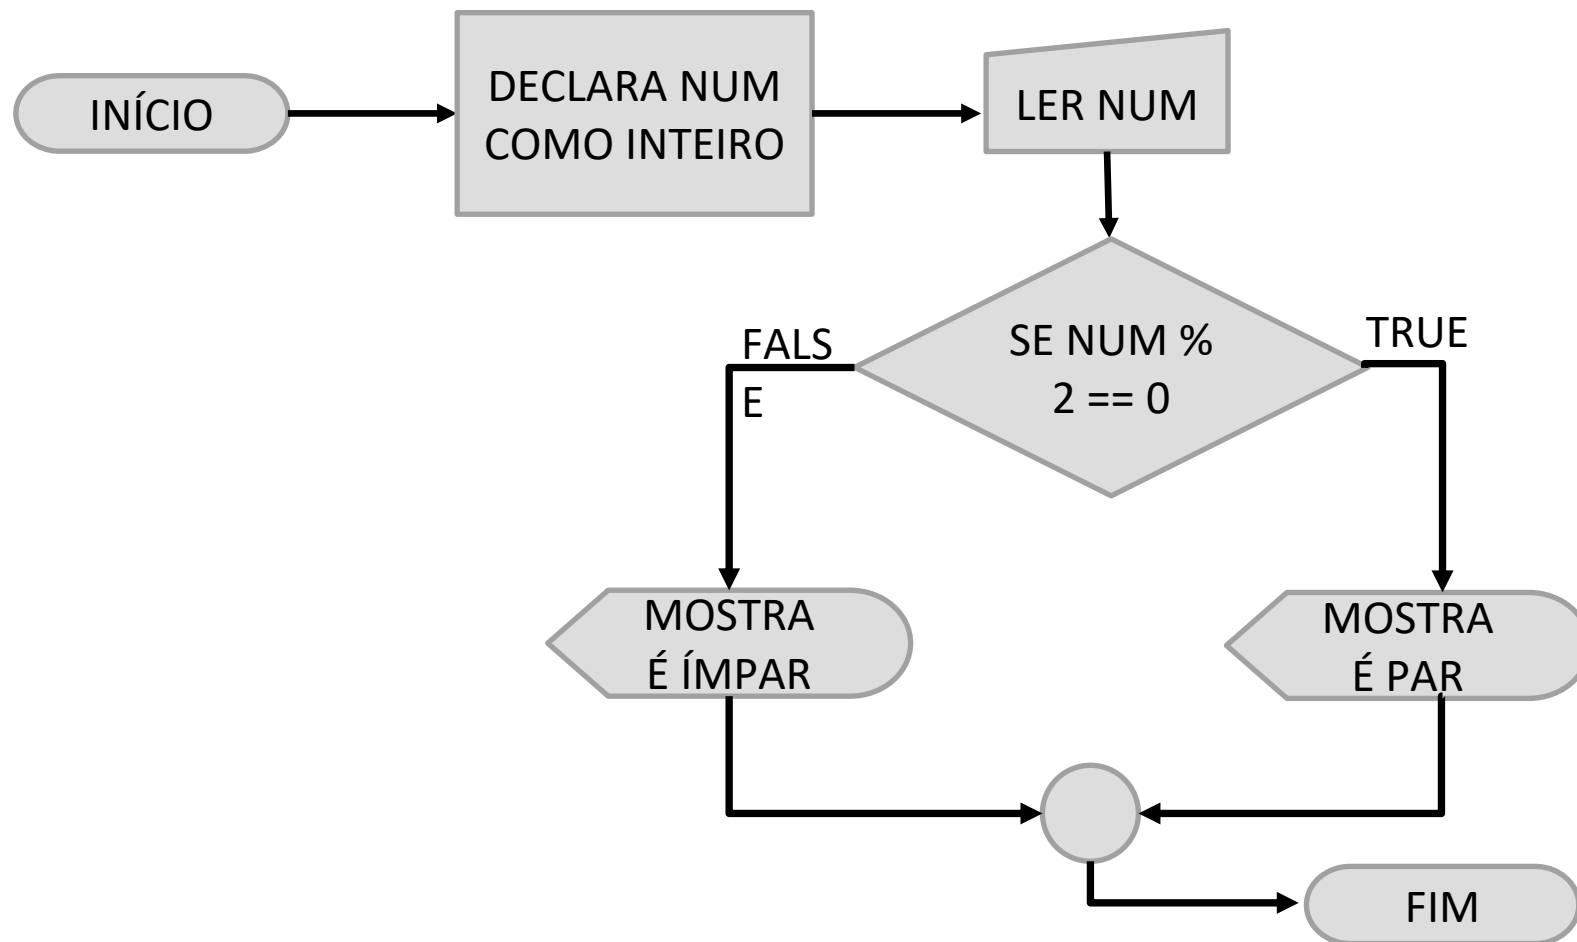 INÍCIO
DECLARA NUM
COMO INTEIRO
LER NUM
SE NUM %
2 == 0
FALS
E
TRUE
MOSTRA
É ÍMPAR
MOSTRA
É PAR
FIM